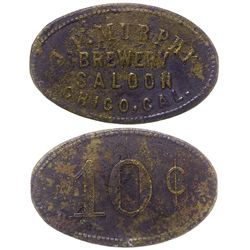 MURPHY
BREWERY
SALOON
CHICO, CAL.
10¢